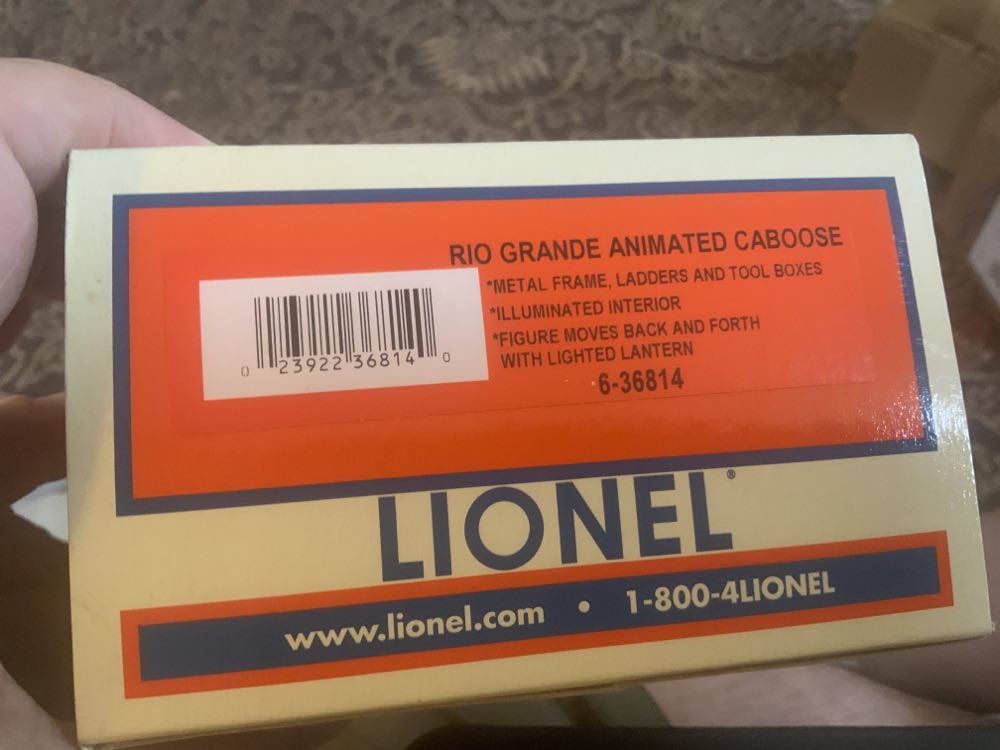 RIO GRANDE ANIMATED CABOOSE
*METAL FRAME, LADDERS AND TOOL BOXES
*ILLUMINATED INTERIOR
*FIGURE MOVES BACK AND FORTH
WITH LIGHTED LANTERN
6-36814
0 23922 36814 0
LIONEL®
www.lionel.com • 1-800-4LIONEL